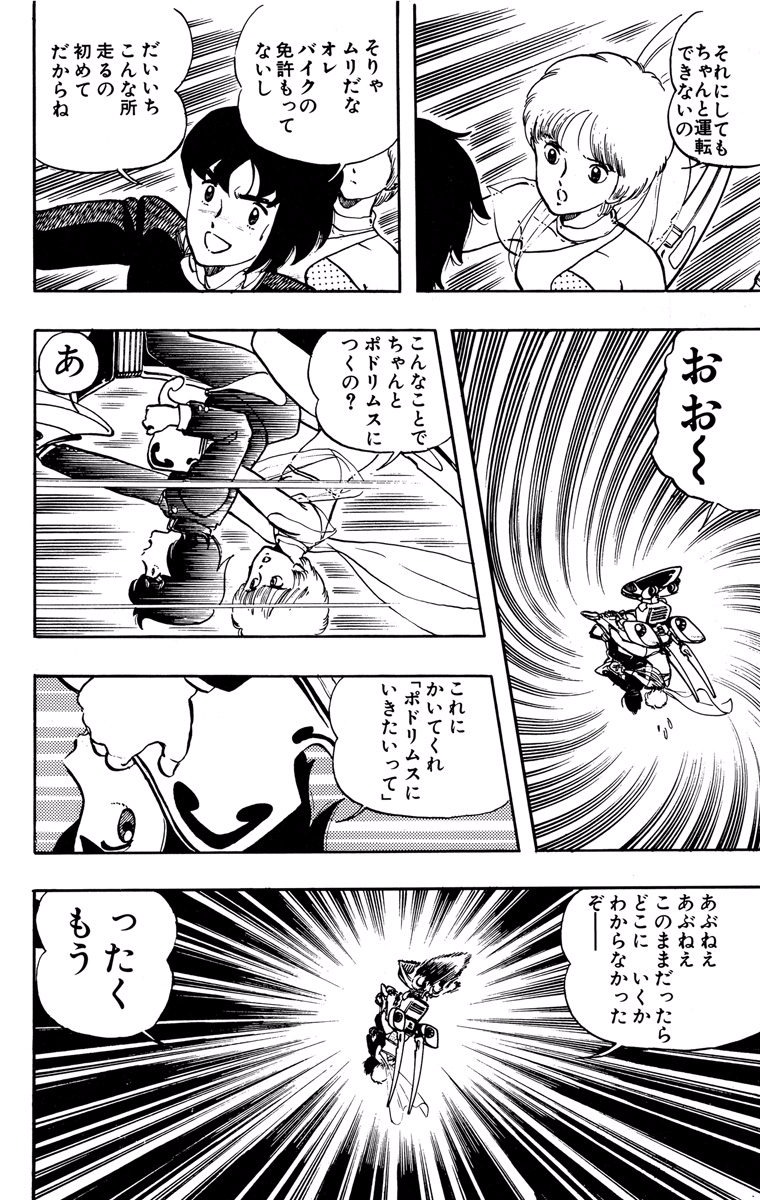 それにしても
ちゃんと運転
できないの
そりゃ
ムリだな
オレ
バイクの
免許もって
ないし
だいいち
こんな所
走るの
初めて
だからね
おお〜
こんなことで
ちゃんと
ポドリムスに
つくの?
あ
これに
かいてくれ
「ポドリムスに
いきたいって」
あぶねえ
あぶねえ
このままだったら
どこに いくか
わからなかった
ぞ──
ったく
もう